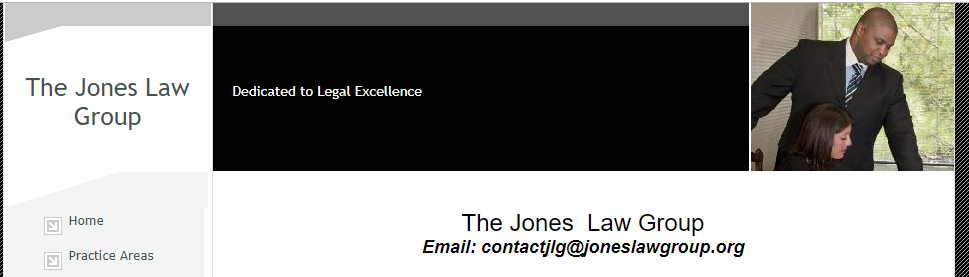 The Jones Law
Group
Dedicated to Legal Excellence
Home
Practice Areas
The Jones  Law Group
Email: contactjlg@joneslawgroup.org